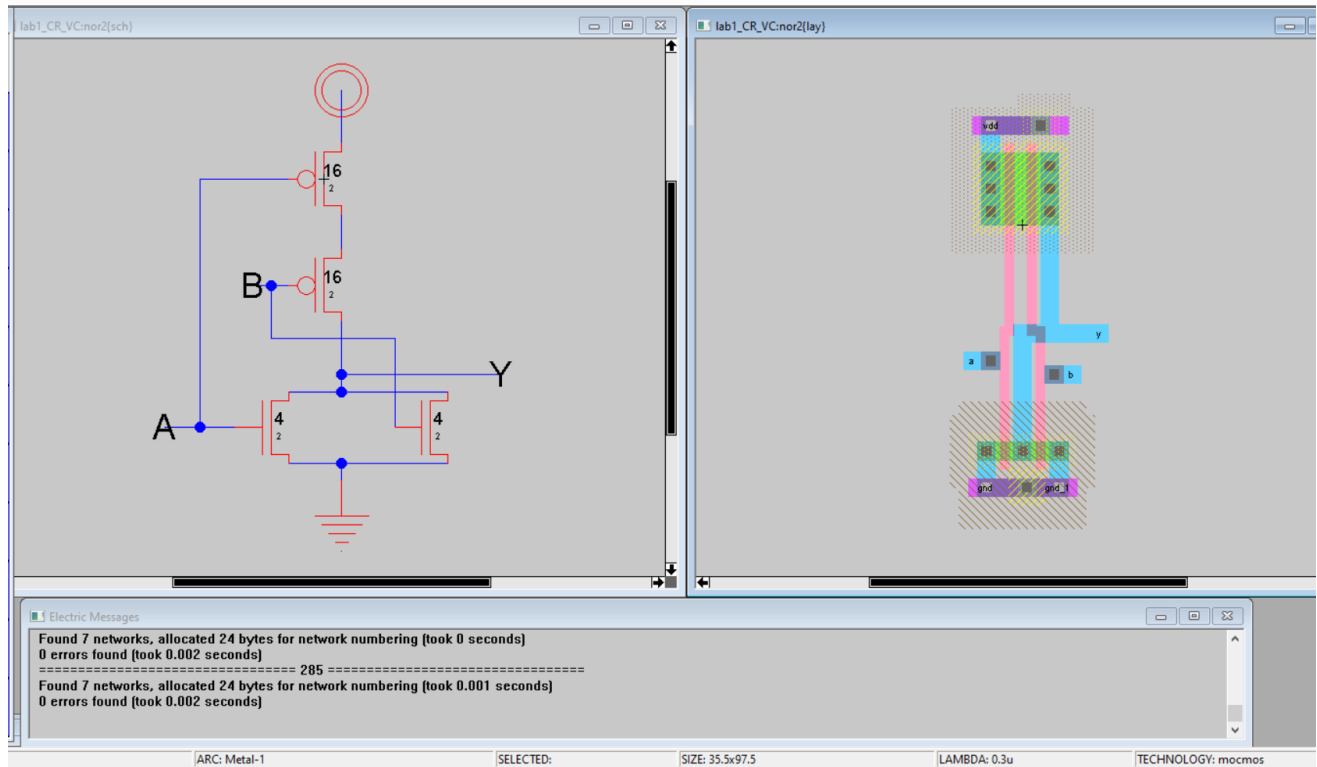 lab1_CR_VC:nor2{sch}
16
2
B
16
2
Y
A
4
2
4
2
lab1_CR_VC:nor2{lay}
vdd
y
a
b
gnd
gnd_1
Electric Messages
Found 7 networks, allocated 24 bytes for network numbering (took 0 seconds)
0 errors found (took 0.002 seconds)
================================= 285 =================================
Found 7 networks, allocated 24 bytes for network numbering (took 0.001 seconds)
0 errors found (took 0.002 seconds)
ARC: Metal-1
SELECTED:
SIZE: 35.5x97.5
LAMBDA: 0.3u
TECHNOLOGY: mocmos